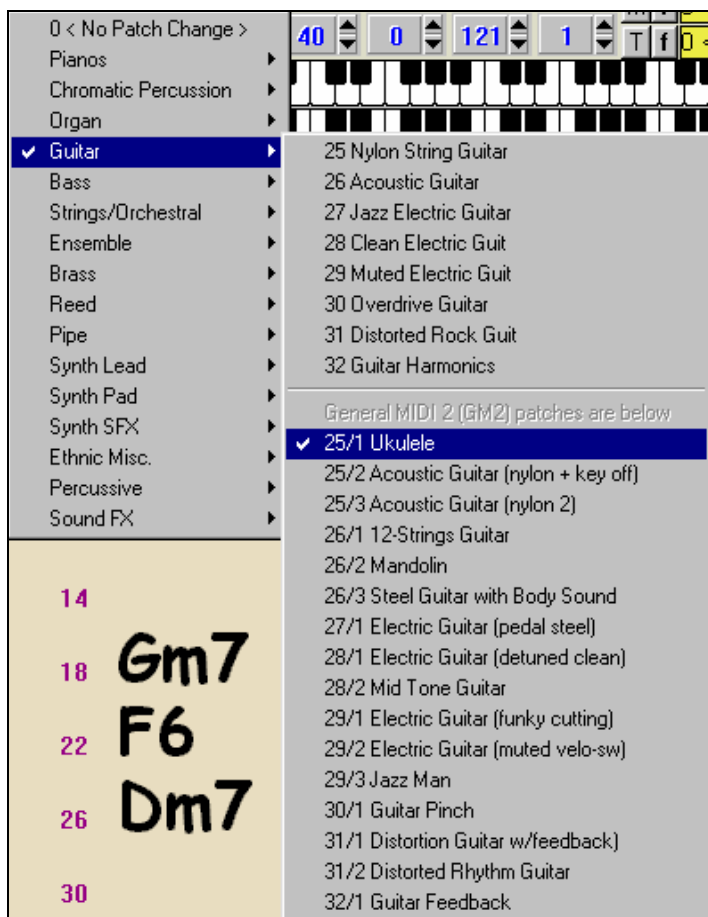 0 < No Patch Change >
Pianos
Chromatic Percussion
Organ
Guitar
Bass
Strings/Orchestral
Ensemble
Brass
Reed
Pipe
Synth Lead
Synth Pad
Synth SFX
Ethnic Misc.
Percussive
Sound FX
40 0 121 1 T f 0 <
25 Nylon String Guitar
26 Acoustic Guitar
27 Jazz Electric Guitar
28 Clean Electric Guit
29 Muted Electric Guit
30 Overdrive Guitar
31 Distorted Rock Guit
32 Guitar Harmonics
General MIDI 2 (GM2) patches are below
25/1 Ukulele
25/2 Acoustic Guitar (nylon + key off)
25/3 Acoustic Guitar (nylon 2)
26/1 12-Strings Guitar
26/2 Mandolin
26/3 Steel Guitar with Body Sound
27/1 Electric Guitar (pedal steel)
28/1 Electric Guitar (detuned clean)
28/2 Mid Tone Guitar
29/1 Electric Guitar (funky cutting)
29/2 Electric Guitar (muted velo-sw)
29/3 Jazz Man
30/1 Guitar Pinch
31/1 Distortion Guitar w/feedback)
31/2 Distorted Rhythm Guitar
32/1 Guitar Feedback
14
18 Gm7
22 F6
26 Dm7
30